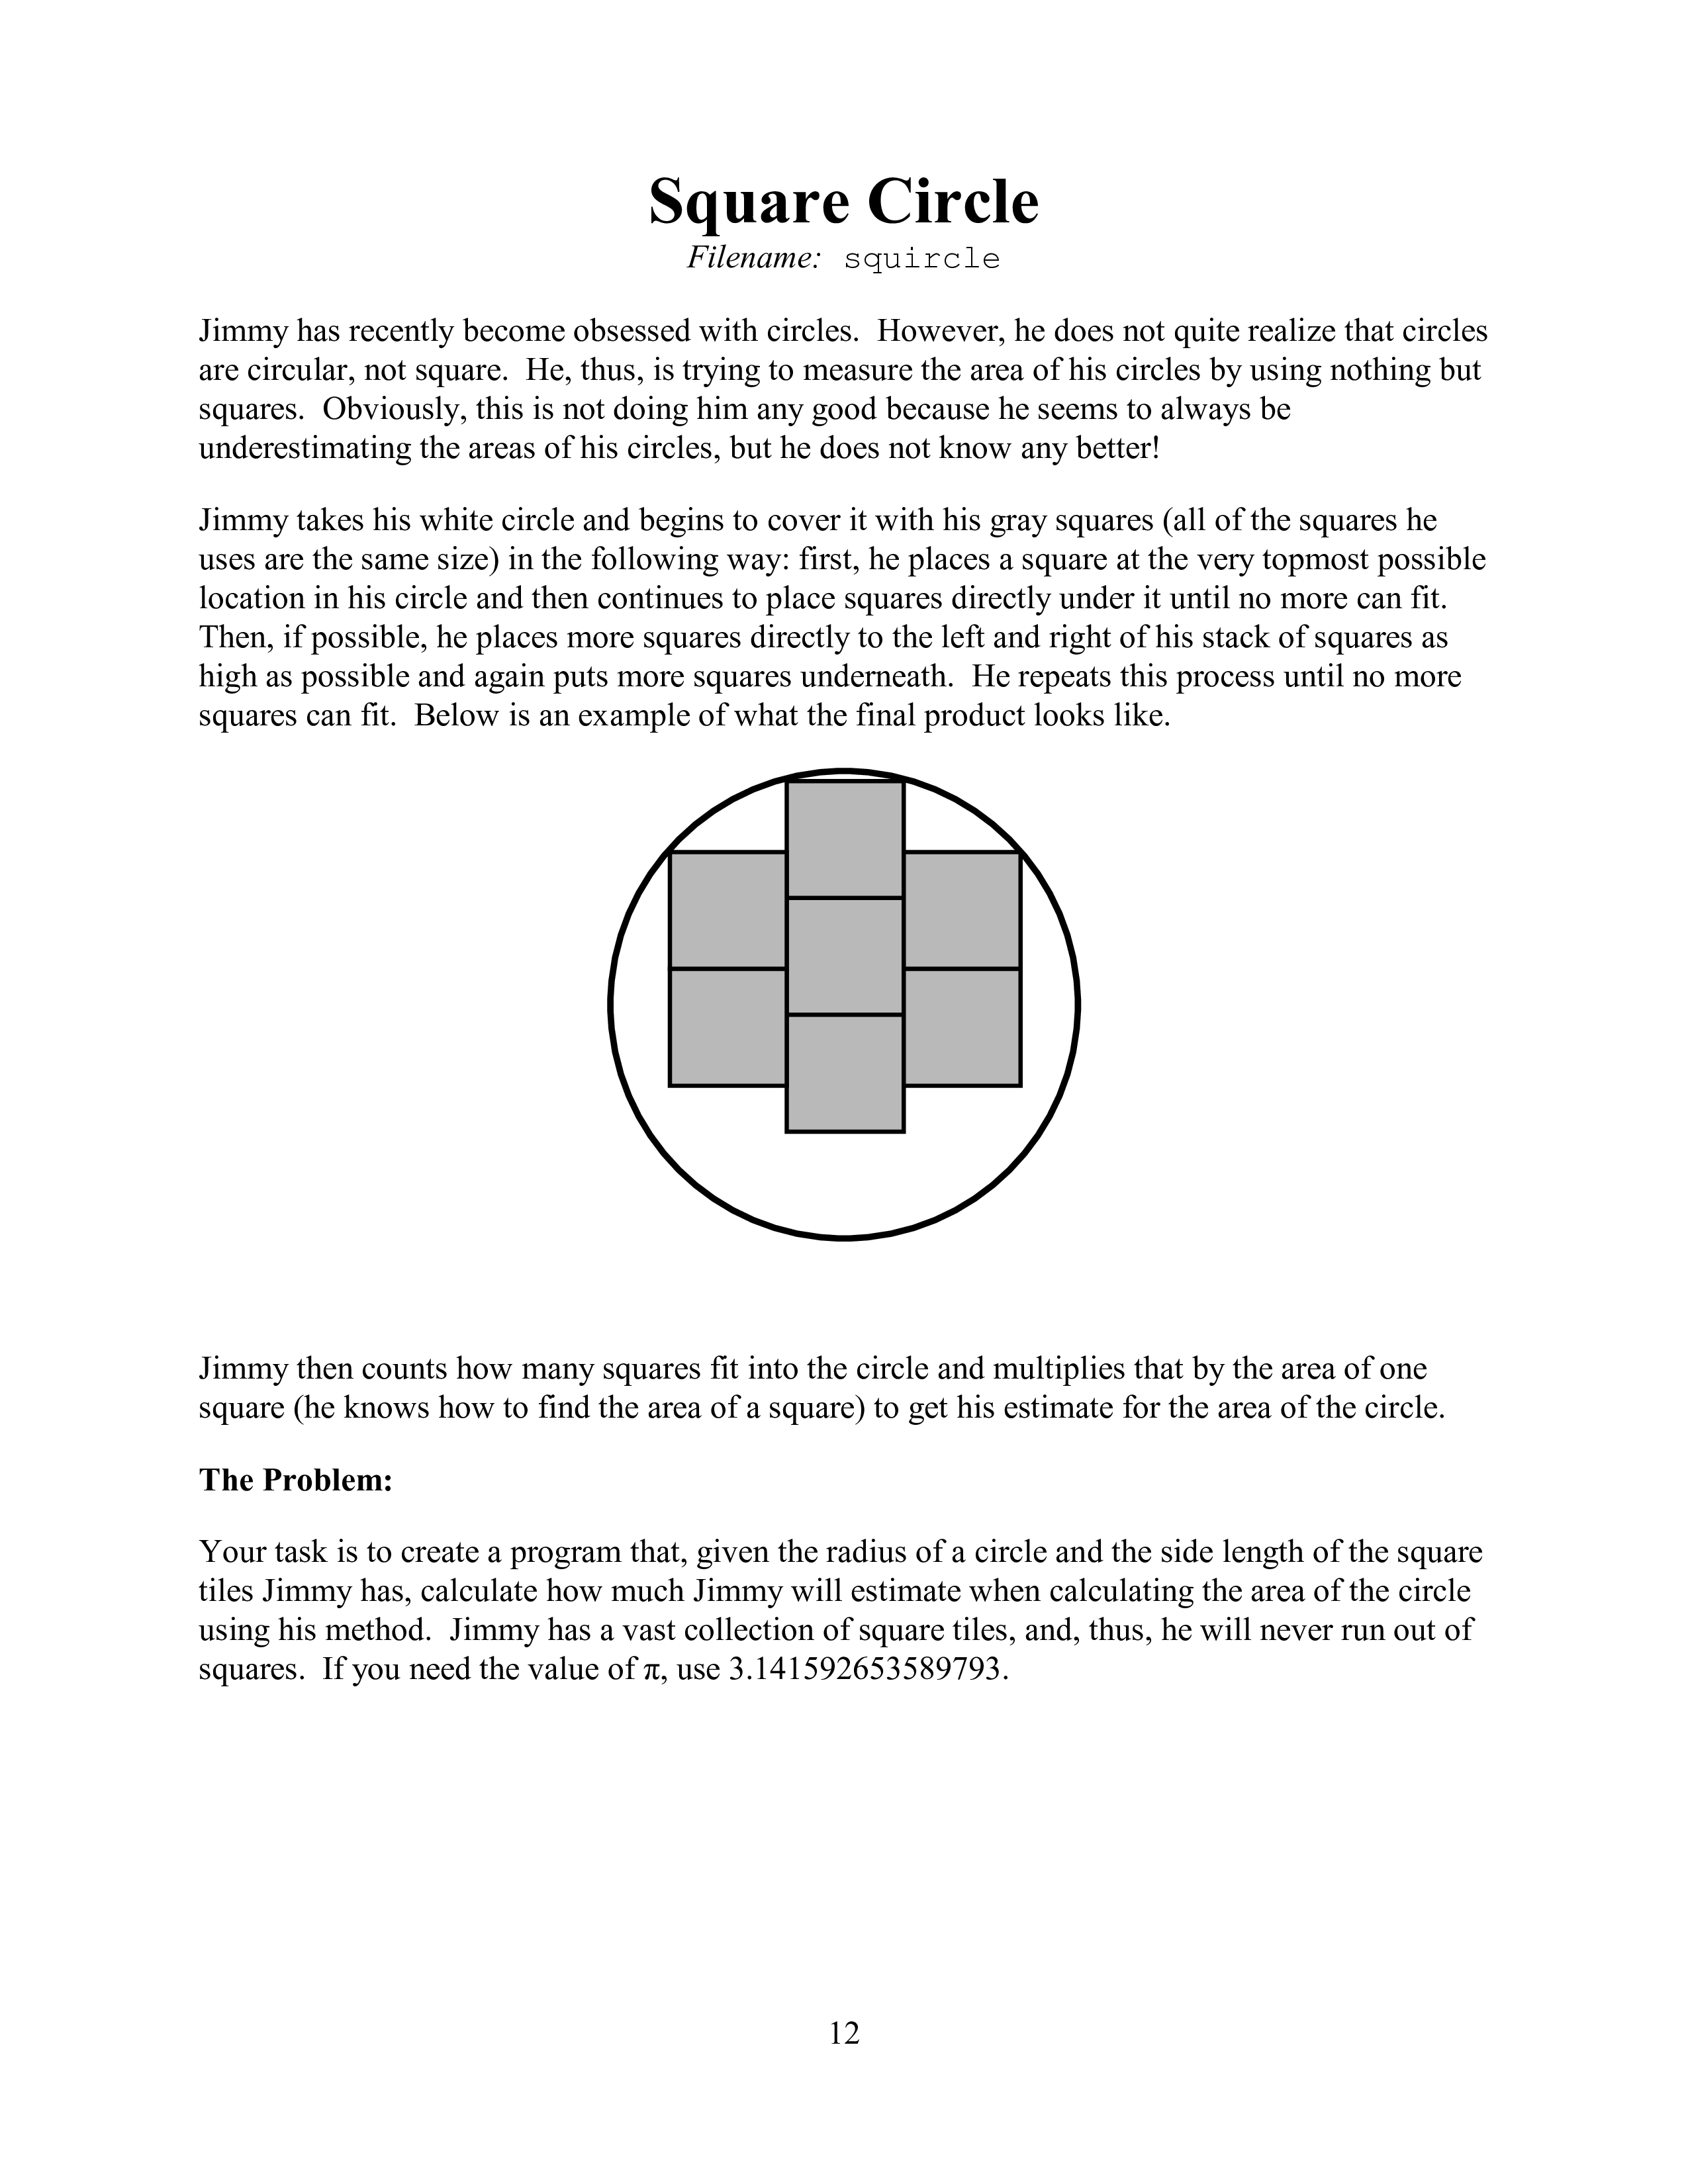 Square Circle
Filename: squircle
Jimmy has recently become obsessed with circles. However, he does not quite realize that circles
are circular, not square. He, thus, is trying to measure the area of his circles by using nothing but
squares. Obviously, this is not doing him any good because he seems to always be
underestimating the areas of his circles, but he does not know any better!
Jimmy takes his white circle and begins to cover it with his gray squares (all of the squares he
uses are the same size) in the following way: first, he places a square at the very topmost possible
location in his circle and then continues to place squares directly under it until no more can fit.
Then, if possible, he places more squares directly to the left and right of his stack of squares as
high as possible and again puts more squares underneath. He repeats this process until no more
squares can fit. Below is an example of what the final product looks like.
Jimmy then counts how many squares fit into the circle and multiplies that by the area of one
square (he knows how to find the area of a square) to get his estimate for the area of the circle.
The Problem:
Your task is to create a program that, given the radius of a circle and the side length of the square
tiles Jimmy has, calculate how much Jimmy will estimate when calculating the area of the circle
using his method. Jimmy has a vast collection of square tiles, and, thus, he will never run out of
squares. If you need the value of π, use 3.141592653589793.
12